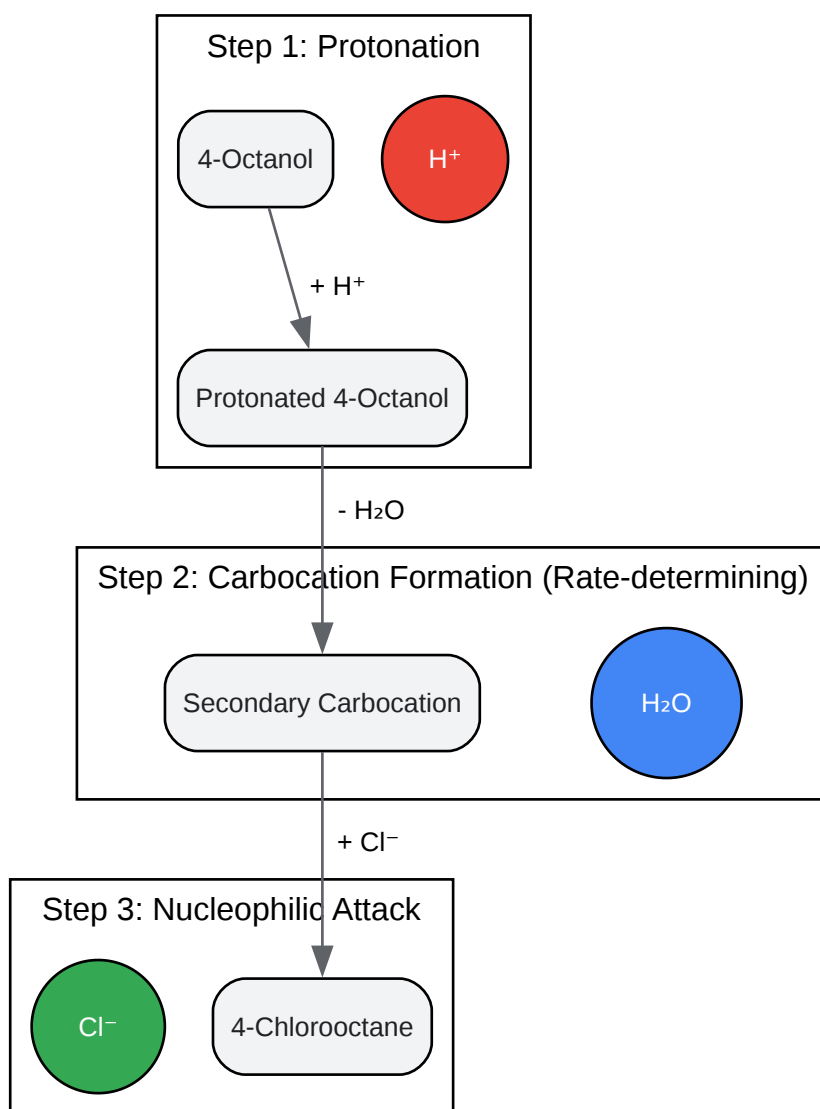 Step 1: Protonation
4-Octanol
H⁺
+ H⁺
Protonated 4-Octanol
- H₂O
Step 2: Carbocation Formation (Rate-determining)
Secondary Carbocation
H₂O
+ Cl⁻
Step 3: Nucleophilic Attack
Cl⁻
4-Chlorooctane